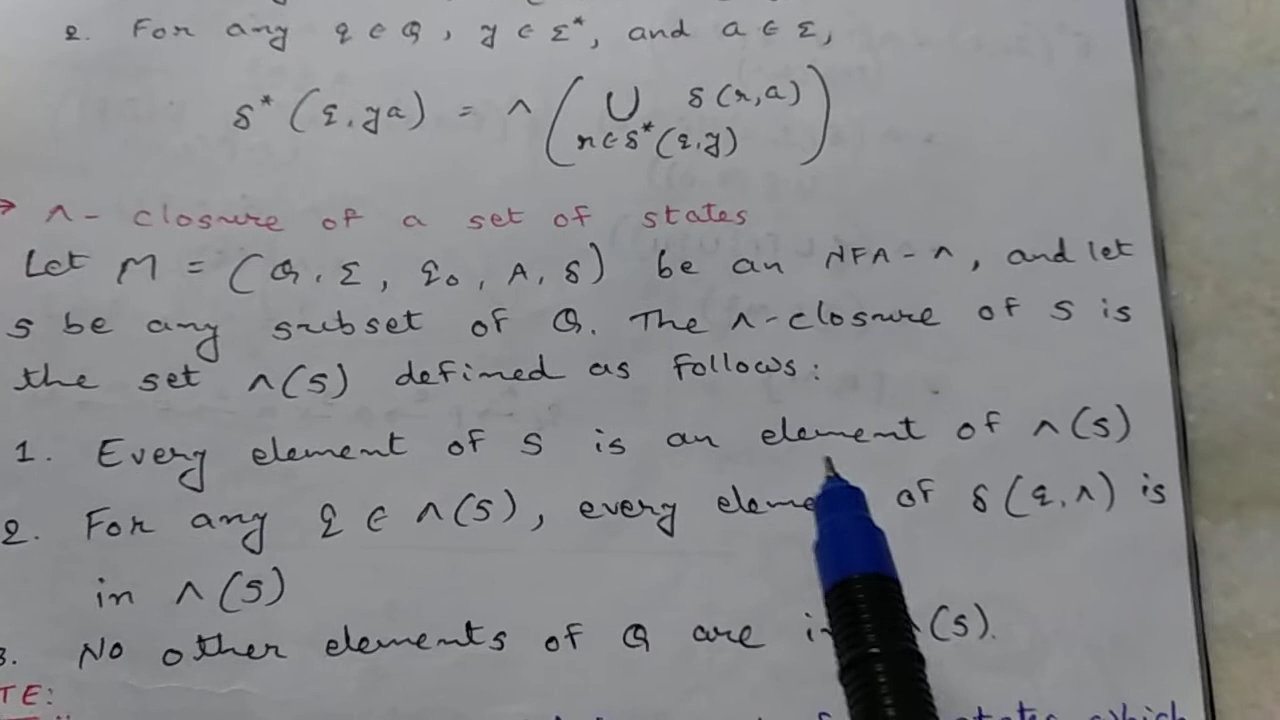 2. For any q ∈ Q, y ∈ Σ*, and a ∈ Σ,
δ* (q, ya) = Λ ( ∪ δ(r,a) )
r∈δ*(q,y)
→ Λ- closure of a set of states
Let M = (Q, Σ, q₀, A, δ) be an NFA-Λ, and let
S be any subset of Q. The Λ-closure of S is
the set Λ(S) defined as follows:
1. Every element of S is an element of Λ(S)
2. For any q ∈ Λ(S), every eleme of δ(q,Λ) is
in Λ(S)
3. No other elements of Q are (S).
TE:
states which